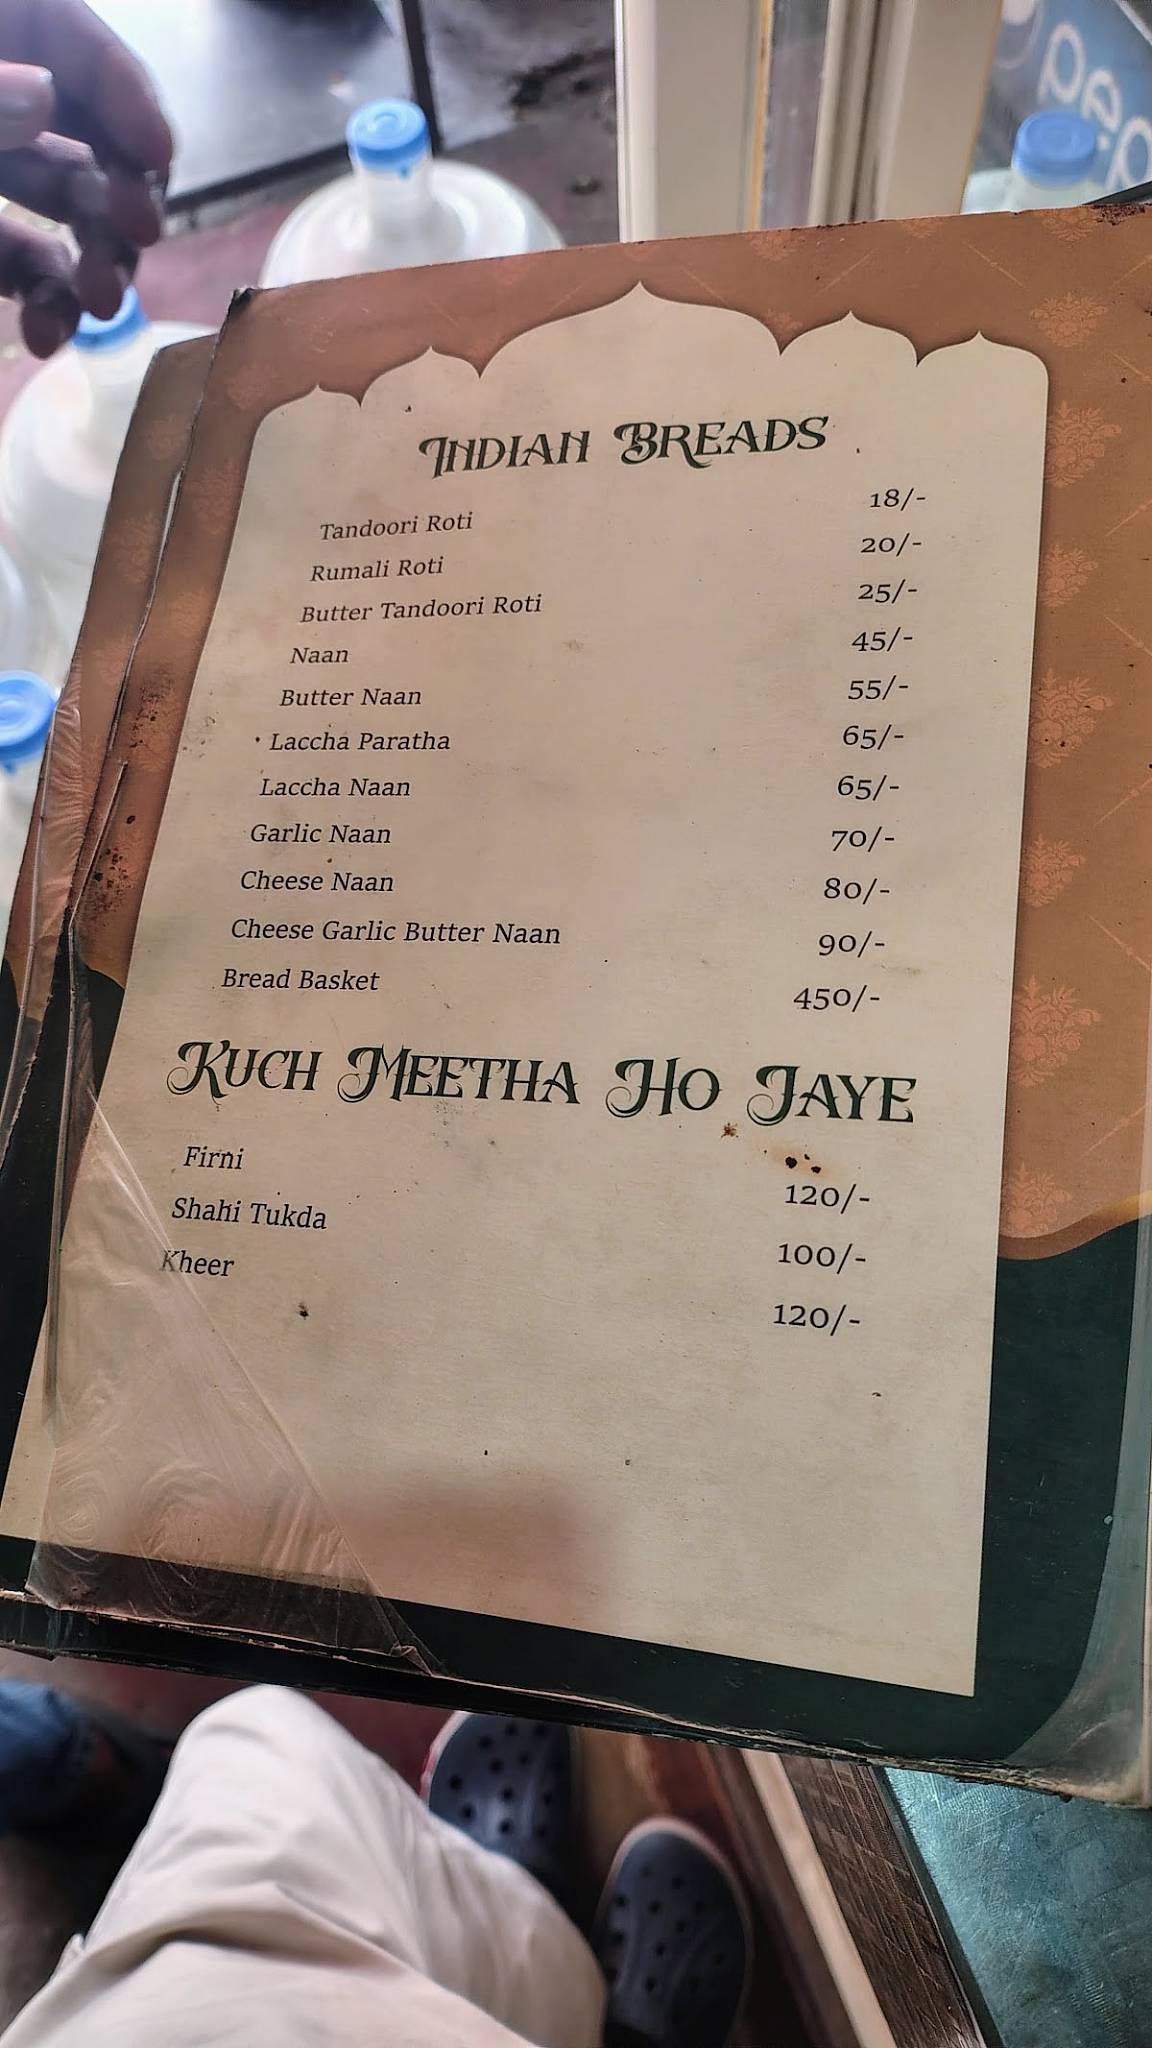 INDIAN BREADS
Tandoori Roti 18/-
Rumali Roti 20/-
Butter Tandoori Roti 25/-
Naan 45/-
Butter Naan 55/-
Laccha Paratha 65/-
Laccha Naan 65/-
Garlic Naan 70/-
Cheese Naan 80/-
Cheese Garlic Butter Naan 90/-
Bread Basket 450/-
KUCH MEETHA HO JAYE
Firni 120/-
Shahi Tukda 100/-
Kheer 120/-